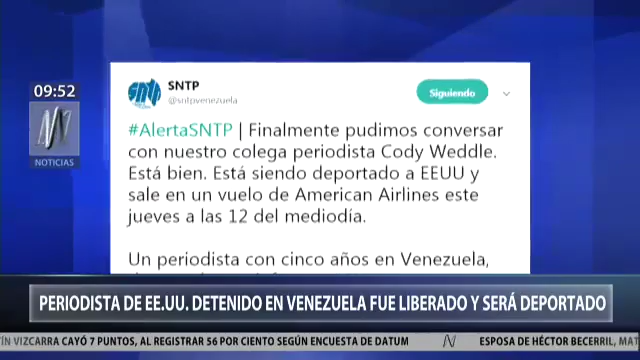 09:52
N
NOTICIAS
sntp
SNTP
@sntpvenezuela
Siguiendo
#AlertaSNTP | Finalmente pudimos conversar
con nuestro colega periodista Cody Weddle.
Está bien. Está siendo deportado a EEUU y
sale en un vuelo de American Airlines este
jueves a las 12 del mediodía.
Un periodista con cinco años en Venezuela,
PERIODISTA DE EE.UU. DETENIDO EN VENEZUELA FUE LIBERADO Y SERÁ DEPORTADO
TÍN VIZCARRA CAYÓ 7 PUNTOS, AL REGISTRAR 56 POR CIENTO SEGÚN ENCUESTA DE DATUM N ESPOSA DE HÉCTOR BECERRIL, MAT